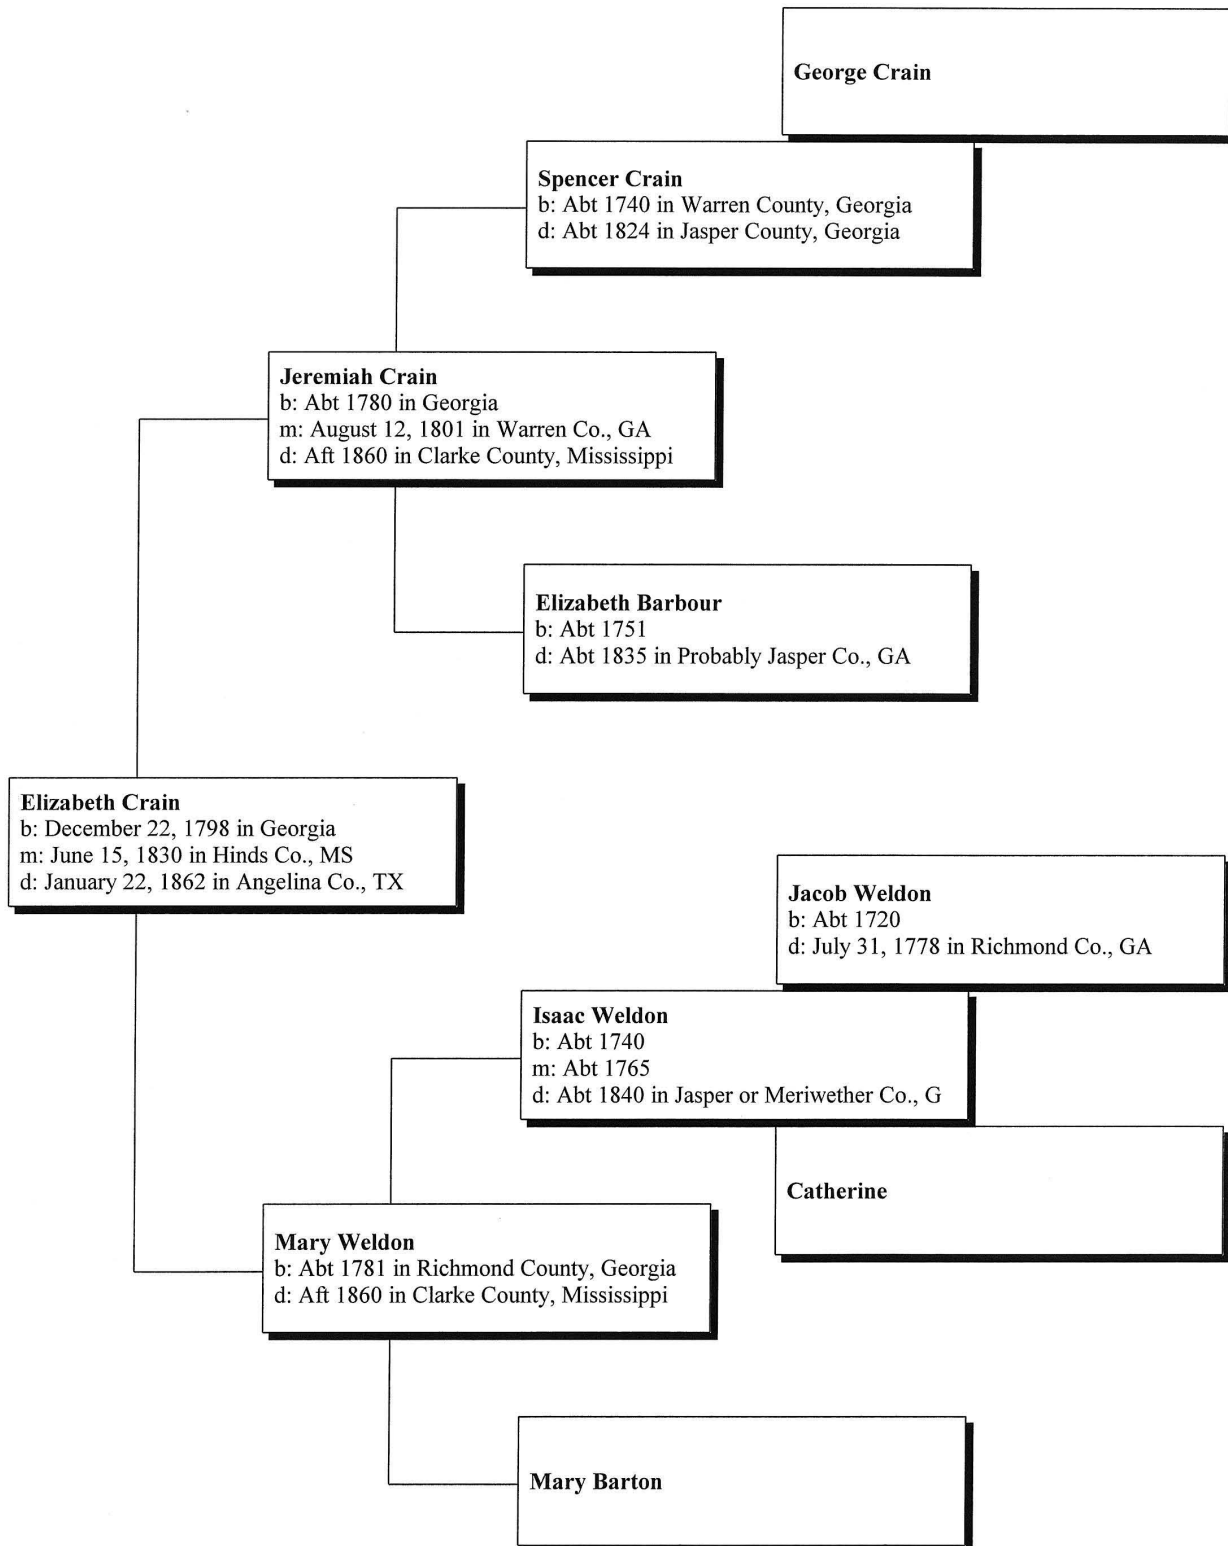 George Crain
Spencer Crain
b: Abt 1740 in Warren County, Georgia
d: Abt 1824 in Jasper County, Georgia
Jeremiah Crain
b: Abt 1780 in Georgia
m: August 12, 1801 in Warren Co., GA
d: Aft 1860 in Clarke County, Mississippi
Elizabeth Barbour
b: Abt 1751
d: Abt 1835 in Probably Jasper Co., GA
Elizabeth Crain
b: December 22, 1798 in Georgia
m: June 15, 1830 in Hinds Co., MS
d: January 22, 1862 in Angelina Co., TX
Jacob Weldon
b: Abt 1720
d: July 31, 1778 in Richmond Co., GA
Isaac Weldon
b: Abt 1740
m: Abt 1765
d: Abt 1840 in Jasper or Meriwether Co., G
Catherine
Mary Weldon
b: Abt 1781 in Richmond County, Georgia
d: Aft 1860 in Clarke County, Mississippi
Mary Barton